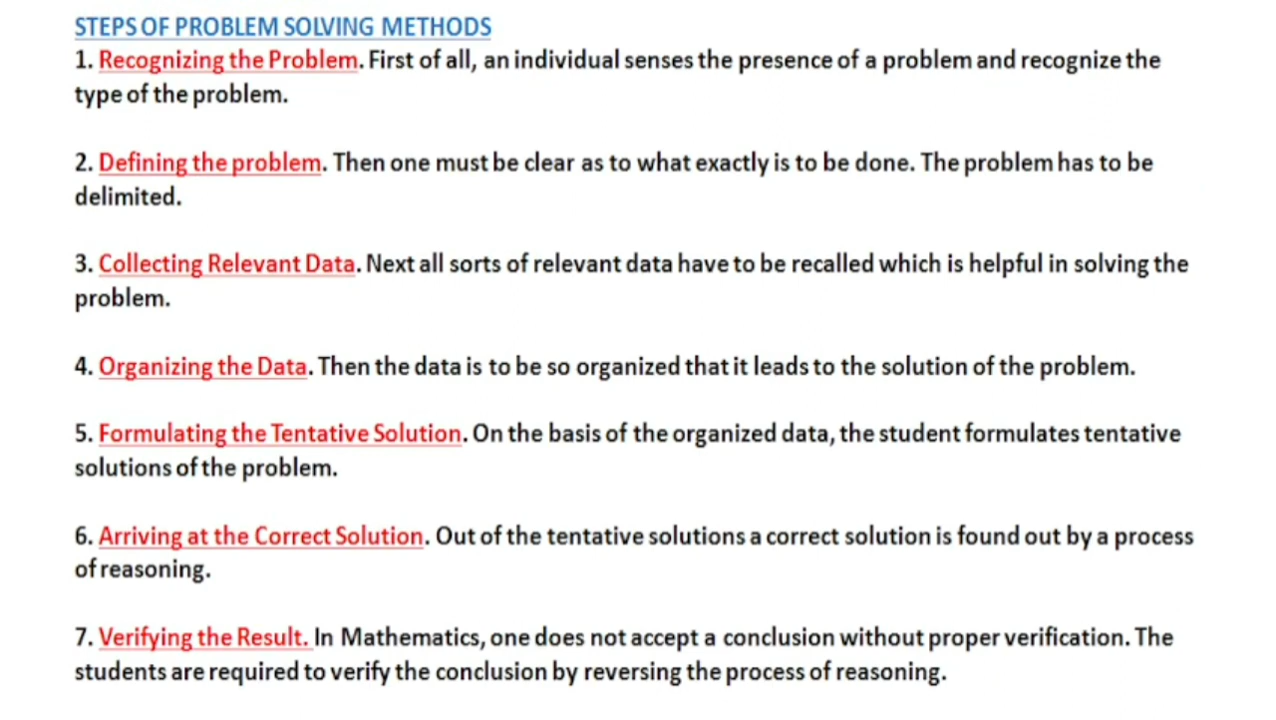 STEPS OF PROBLEM SOLVING METHODS
1. Recognizing the Problem. First of all, an individual senses the presence of a problem and recognize the
type of the problem.
2. Defining the problem. Then one must be clear as to what exactly is to be done. The problem has to be
delimited.
3. Collecting Relevant Data. Next all sorts of relevant data have to be recalled which is helpful in solving the
problem.
4. Organizing the Data. Then the data is to be so organized that it leads to the solution of the problem.
5. Formulating the Tentative Solution. On the basis of the organized data, the student formulates tentative
solutions of the problem.
6. Arriving at the Correct Solution. Out of the tentative solutions a correct solution is found out by a process
of reasoning.
7. Verifying the Result. In Mathematics, one does not accept a conclusion without proper verification. The
students are required to verify the conclusion by reversing the process of reasoning.